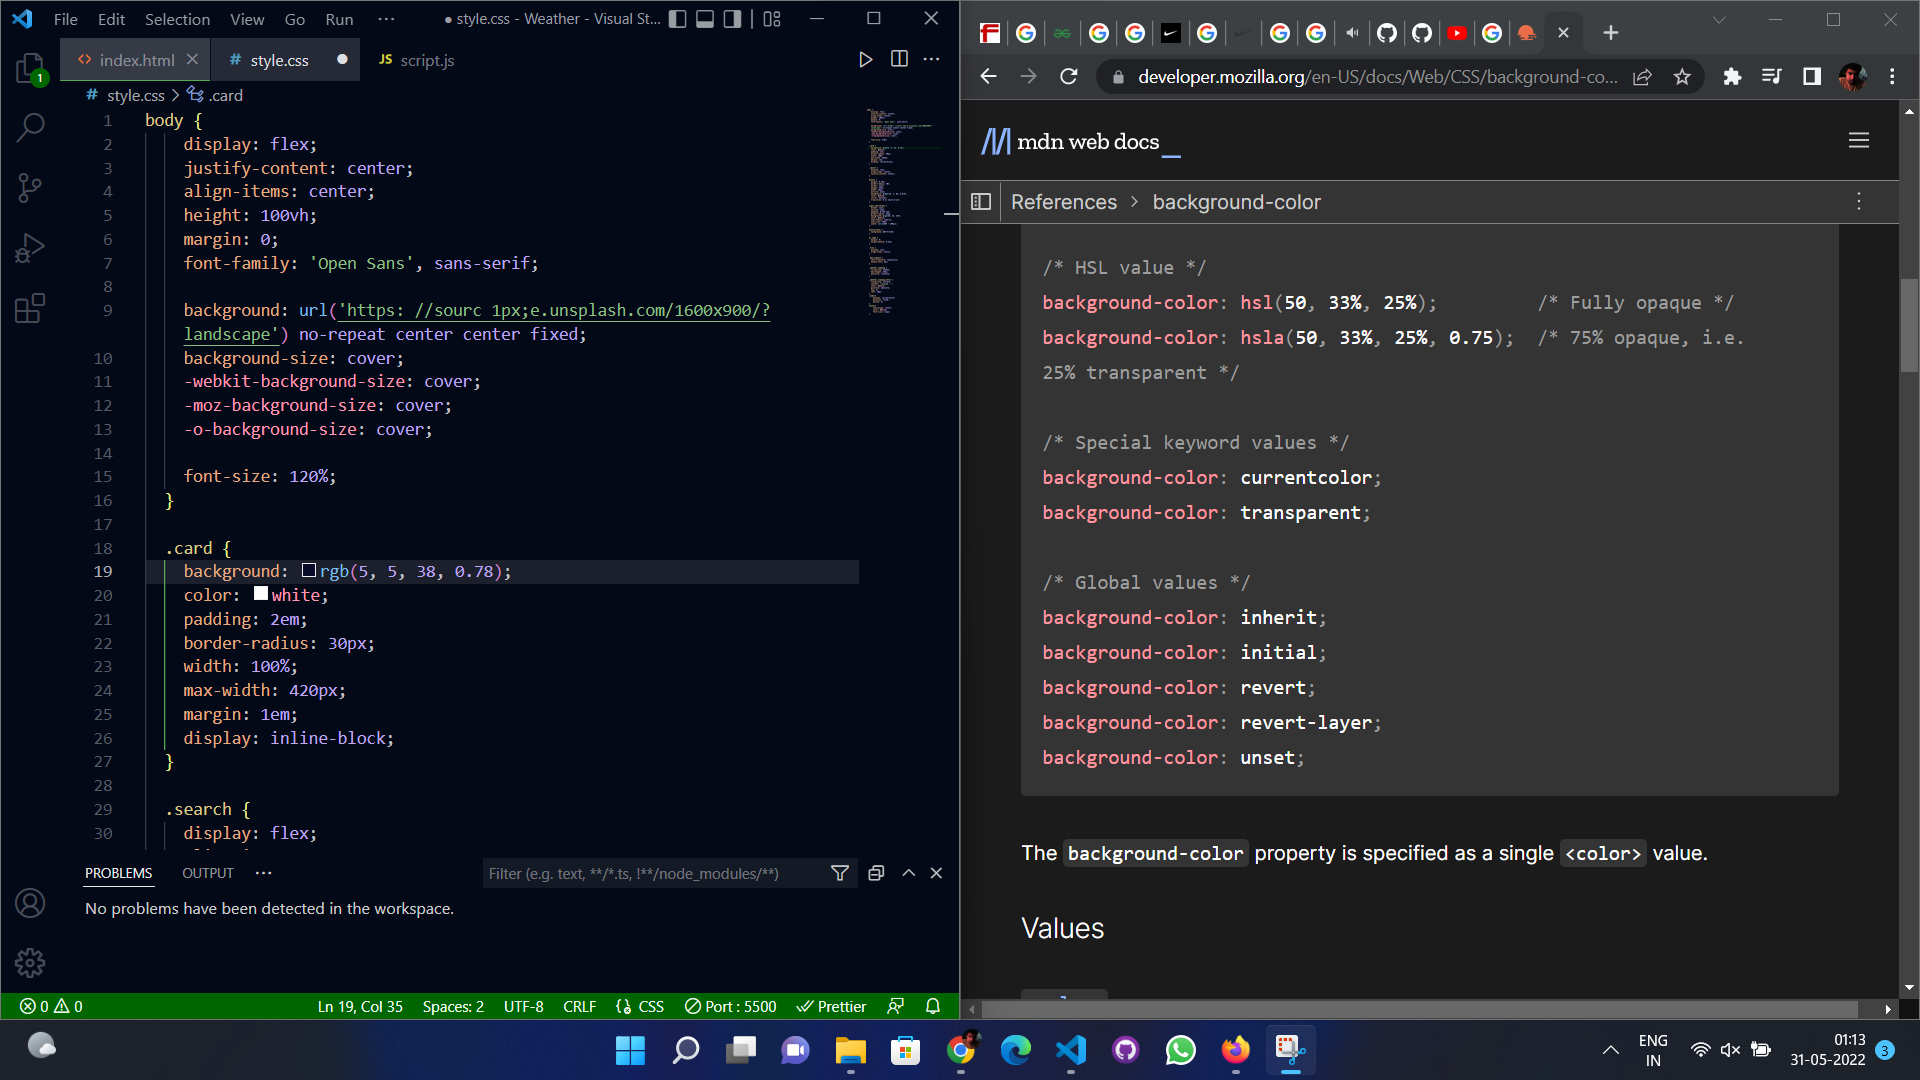 File Edit Selection View Go Run ···
● style.css - Weather - Visual St...
index.html
# style.css ●
JS script.js
# style.css > .card
1 body {
2 display: flex;
3 justify-content: center;
4 align-items: center;
5 height: 100vh;
6 margin: 0;
7 font-family: 'Open Sans', sans-serif;
8
9 background: url('https: //sourc 1px;e.unsplash.com/1600x900/?
landscape') no-repeat center center fixed;
10 background-size: cover;
11 -webkit-background-size: cover;
12 -moz-background-size: cover;
13 -o-background-size: cover;
14
15 font-size: 120%;
16 }
17
18 .card {
19 background: rgb(5, 5, 38, 0.78);
20 color: white;
21 padding: 2em;
22 border-radius: 30px;
23 width: 100%;
24 max-width: 420px;
25 margin: 1em;
26 display: inline-block;
27 }
28
29 .search {
30 display: flex;
PROBLEMS OUTPUT ···
Filter (e.g. text, **/*.ts, !**/node_modules/**)
No problems have been detected in the workspace.
1
0 0
Ln 19, Col 35 Spaces: 2 UTF-8 CRLF CSS Port : 5500 Prettier
developer.mozilla.org/en-US/docs/Web/CSS/background-co...
mdn web docs_
References > background-color
/* HSL value */
background-color: hsl(50, 33%, 25%); /* Fully opaque */
background-color: hsla(50, 33%, 25%, 0.75); /* 75% opaque, i.e.
25% transparent */
/* Special keyword values */
background-color: currentcolor;
background-color: transparent;
/* Global values */
background-color: inherit;
background-color: initial;
background-color: revert;
background-color: revert-layer;
background-color: unset;
The background-color property is specified as a single <color> value.
Values
ENG
IN
01:13
31-05-2022
3